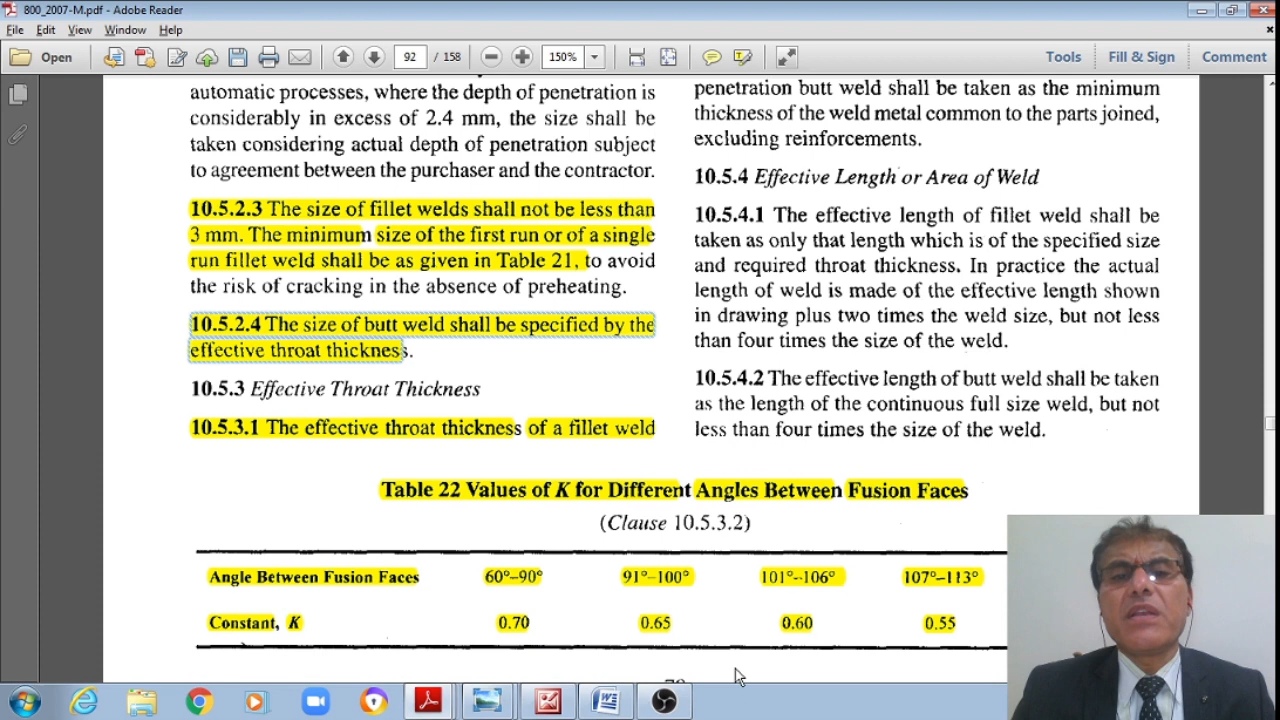 800_2007-M.pdf - Adobe Reader
File Edit View Window Help
Open 92 / 158 150% Tools Fill & Sign Comment
automatic processes, where the depth of penetration is
considerably in excess of 2.4 mm, the size shall be
taken considering actual depth of penetration subject
to agreement between the purchaser and the contractor.
10.5.2.3 The size of fillet welds shall not be less than
3 mm. The minimum size of the first run or of a single
run fillet weld shall be as given in Table 21, to avoid
the risk of cracking in the absence of preheating.
10.5.2.4 The size of butt weld shall be specified by the
effective throat thickness.
10.5.3 Effective Throat Thickness
10.5.3.1 The effective throat thickness of a fillet weld
penetration butt weld shall be taken as the minimum
thickness of the weld metal common to the parts joined,
excluding reinforcements.
10.5.4 Effective Length or Area of Weld
10.5.4.1 The effective length of fillet weld shall be
taken as only that length which is of the specified size
and required throat thickness. In practice the actual
length of weld is made of the effective length shown
in drawing plus two times the weld size, but not less
than four times the size of the weld.
10.5.4.2 The effective length of butt weld shall be taken
as the length of the continuous full size weld, but not
less than four times the size of the weld.
Table 22 Values of K for Different Angles Between Fusion Faces
(Clause 10.5.3.2)
Angle Between Fusion Faces 60°–90° 91°–100° 101°–106° 107°–113°
Constant, K 0.70 0.65 0.60 0.55